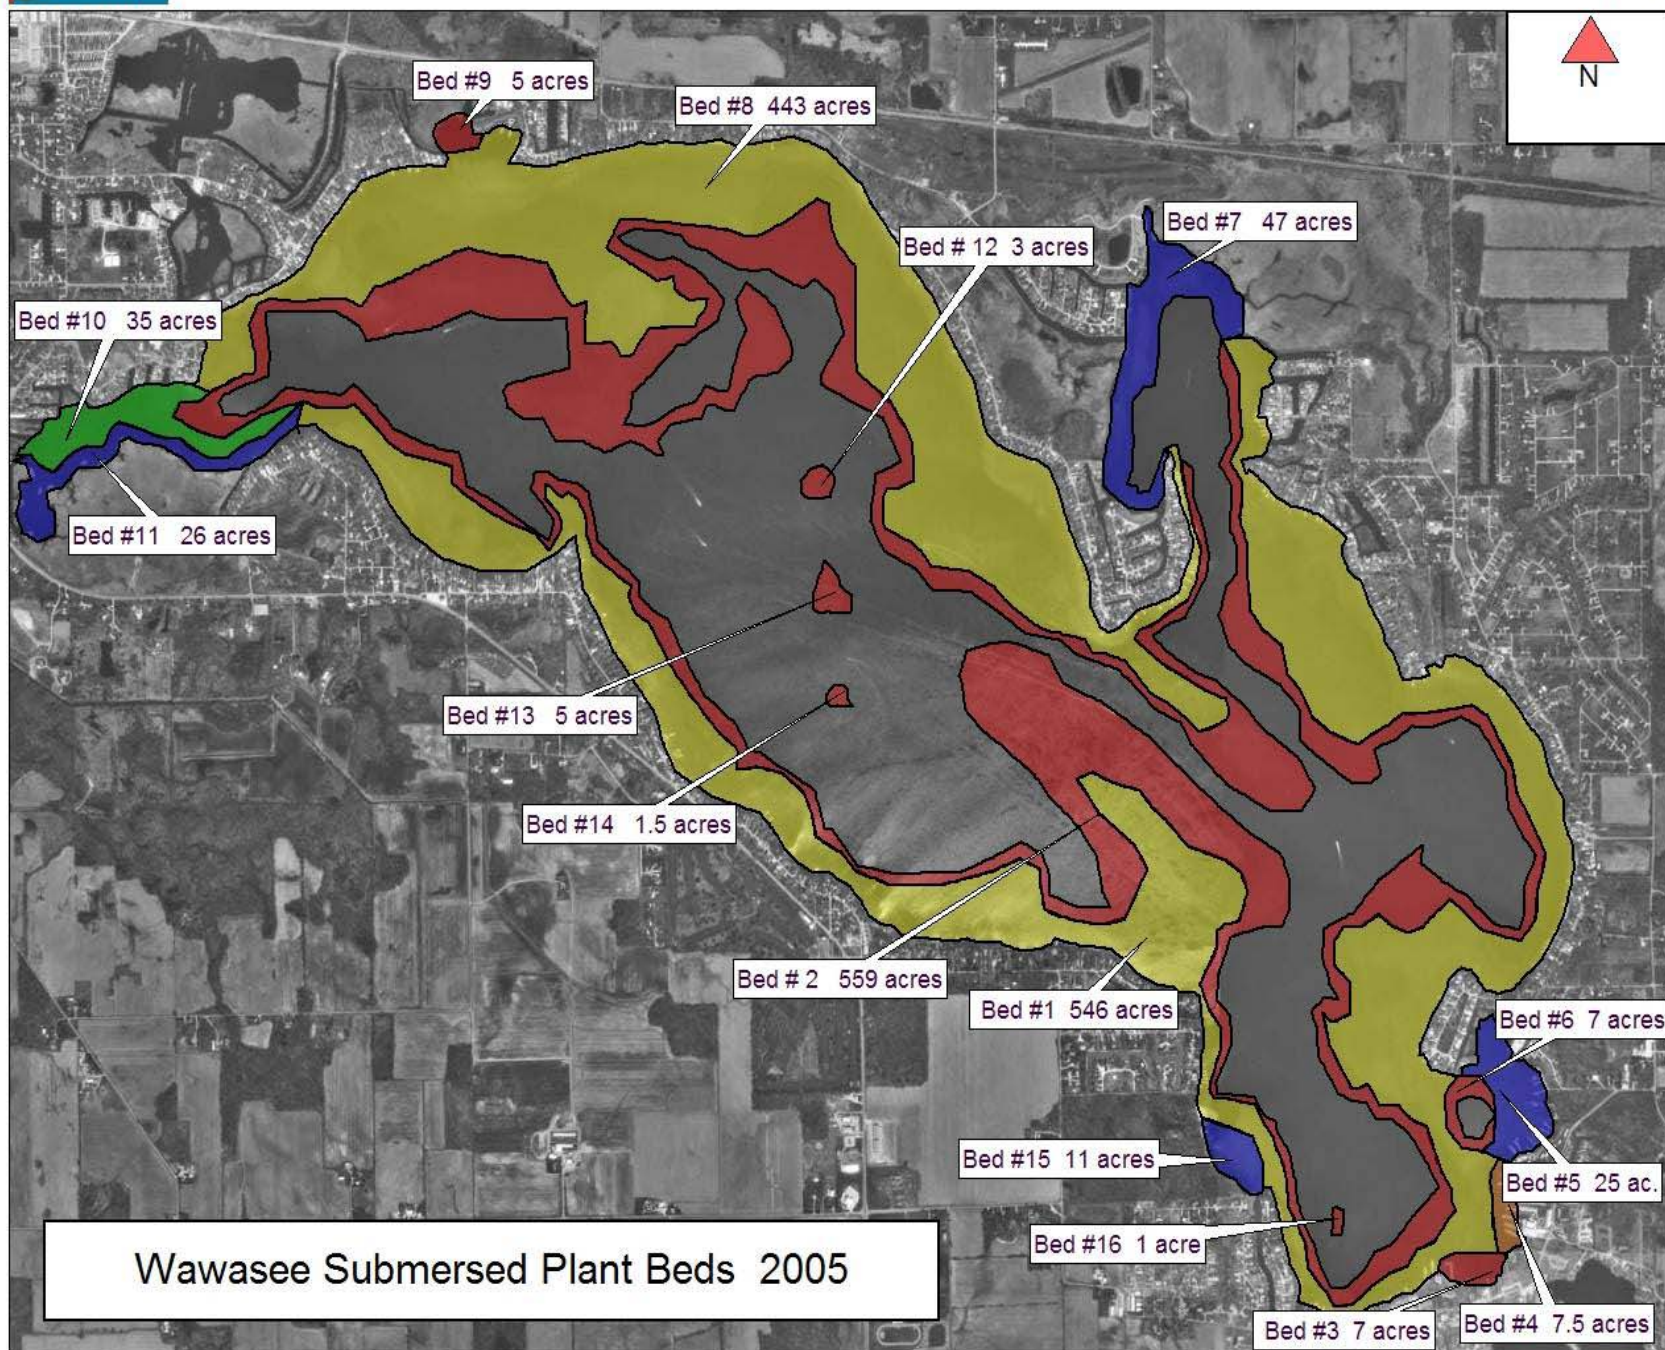 N
Bed #9 5 acres
Bed #8 443 acres
Bed #7 47 acres
Bed # 12 3 acres
Bed #10 35 acres
Bed #11 26 acres
Bed #13 5 acres
Bed #14 1.5 acres
Bed # 2 559 acres
Bed #1 546 acres
Bed #6 7 acres
Bed #15 11 acres
Bed #5 25 ac.
Bed #16 1 acre
Bed #3 7 acres
Bed #4 7.5 acres
Wawasee Submersed Plant Beds 2005